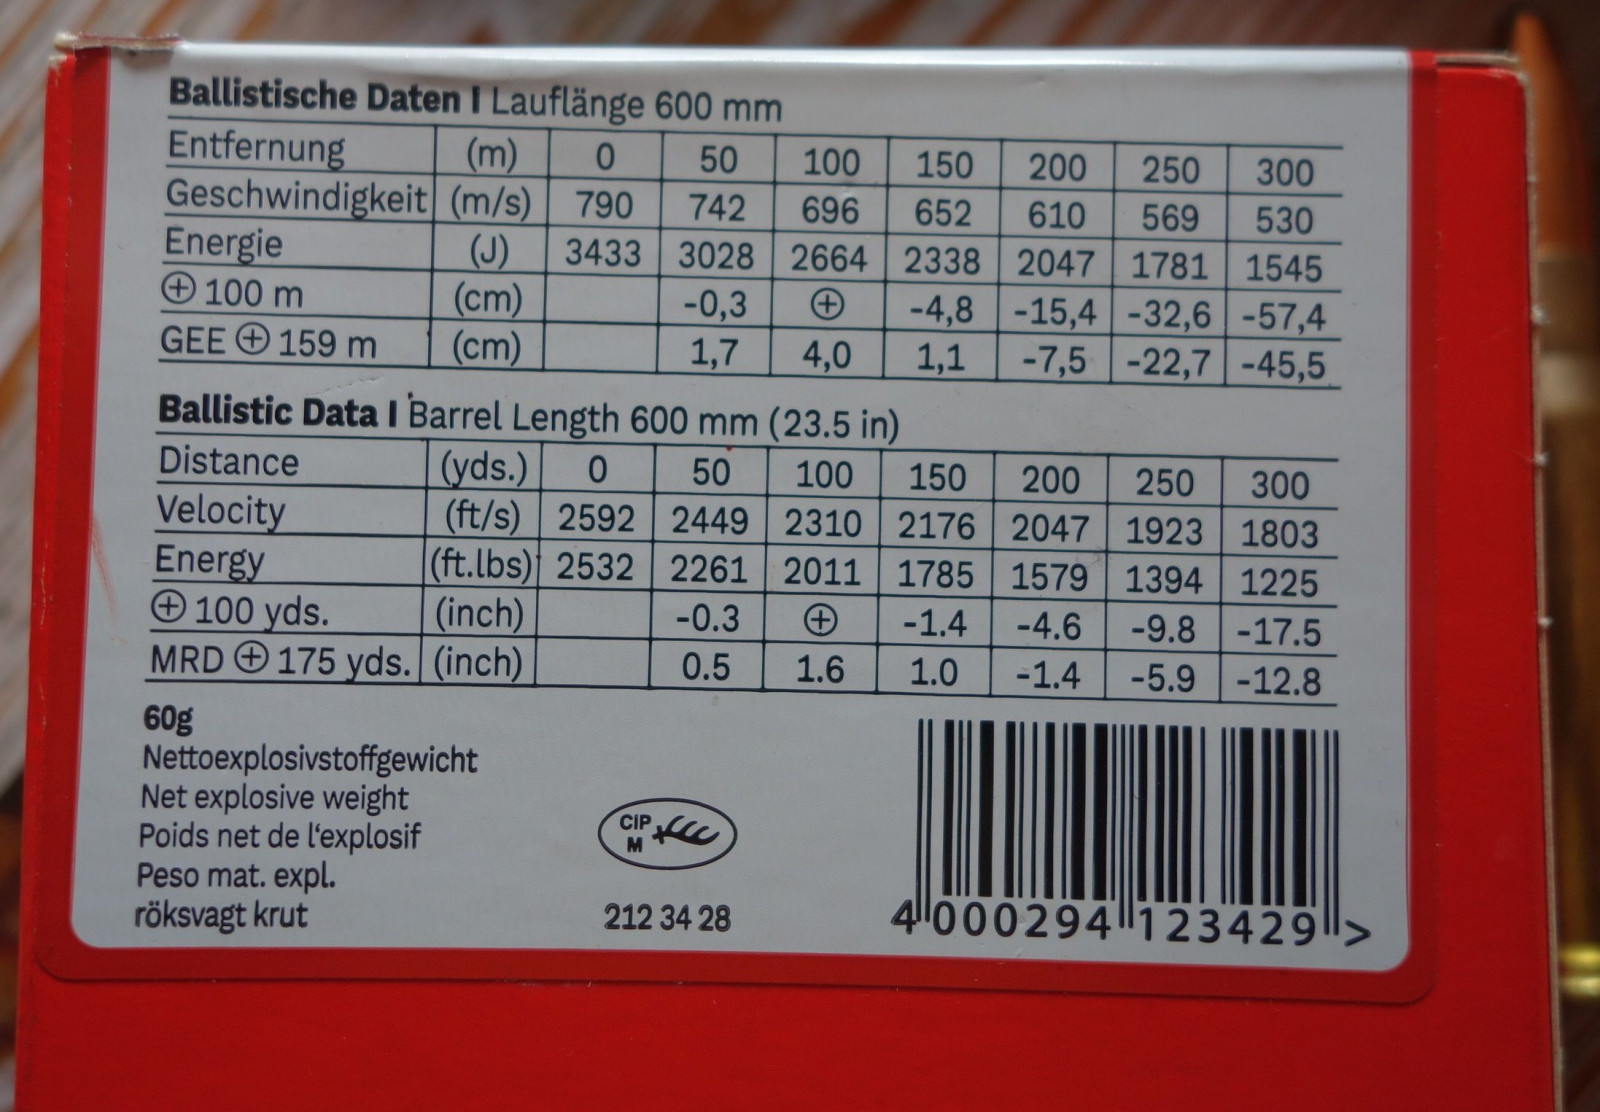 Ballistische Daten I Lauflänge 600 mm
Entfernung (m) 0 50 100 150 200 250 300
Geschwindigkeit (m/s) 790 742 696 652 610 569 530
Energie (J) 3433 3028 2664 2338 2047 1781 1545
⊕ 100 m (cm) -0,3 ⊕ -4,8 -15,4 -32,6 -57,4
GEE ⊕ 159 m (cm) 1,7 4,0 1,1 -7,5 -22,7 -45,5
Ballistic Data I Barrel Length 600 mm (23.5 in)
Distance (yds.) 0 50 100 150 200 250 300
Velocity (ft/s) 2592 2449 2310 2176 2047 1923 1803
Energy (ft.lbs) 2532 2261 2011 1785 1579 1394 1225
⊕ 100 yds. (inch) -0.3 ⊕ -1.4 -4.6 -9.8 -17.5
MRD ⊕ 175 yds. (inch) 0.5 1.6 1.0 -1.4 -5.9 -12.8
60g
Nettoexplosivstoffgewicht
Net explosive weight
Poids net de l‘explosif
Peso mat. expl.
röksvagt krut
CIP
M
212 34 28
4 000294 123429 >